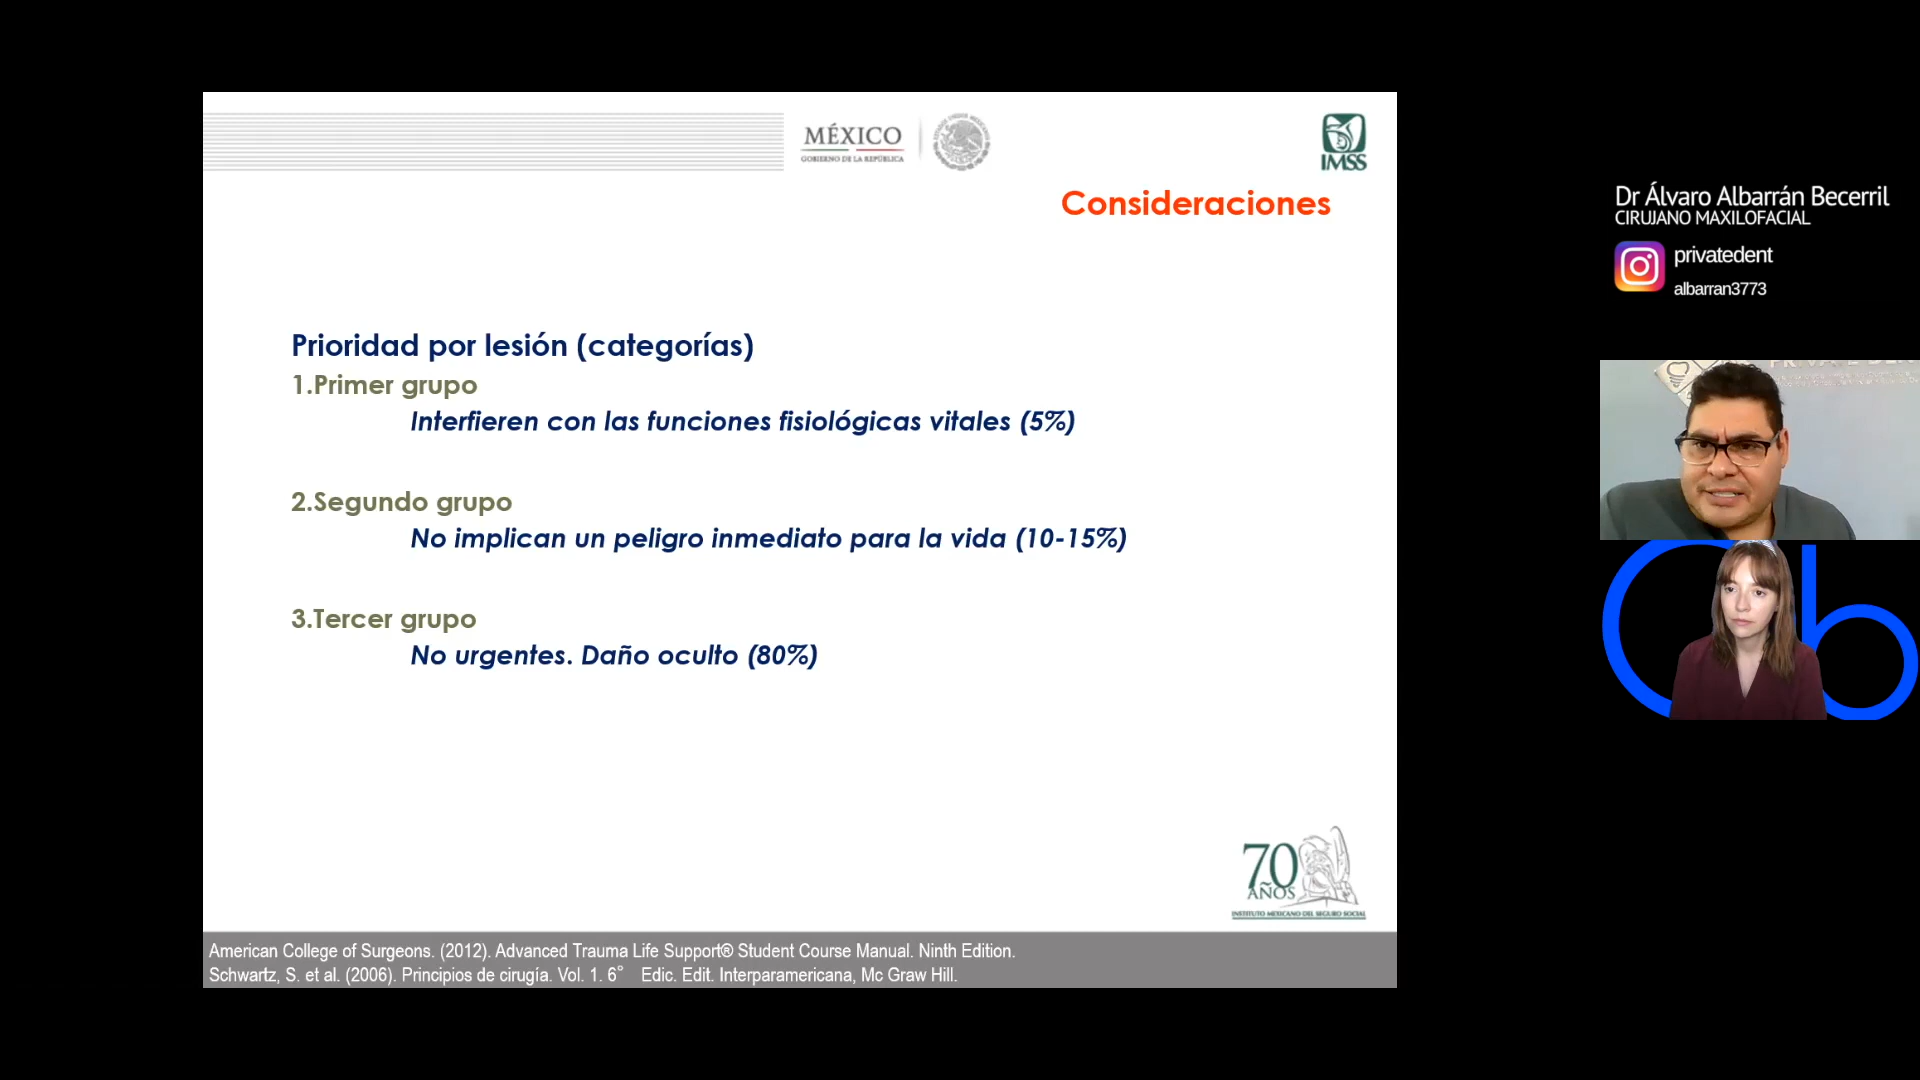 MÉXICO
GOBIERNO DE LA REPÚBLICA
IMSS
Consideraciones
Prioridad por lesión (categorías)
1.Primer grupo
Interfieren con las funciones fisiológicas vitales (5%)
2.Segundo grupo
No implican un peligro inmediato para la vida (10-15%)
3.Tercer grupo
No urgentes. Daño oculto (80%)
70
AÑOS
INSTITUTO MEXICANO DEL SEGURO SOCIAL
American College of Surgeons. (2012). Advanced Trauma Life Support® Student Course Manual. Ninth Edition.
Schwartz, S. et al. (2006). Principios de cirugía. Vol. 1. 6° Edic. Edit. Interparamericana, Mc Graw Hill.
Dr Álvaro Albarrán Becerril
CIRUJANO MAXILOFACIAL
privatedent
albarran3773